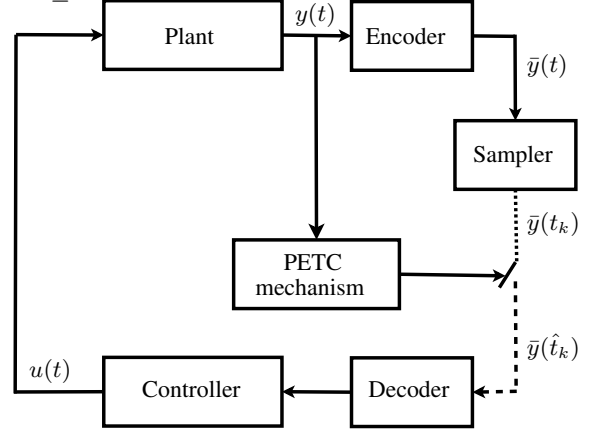 y(t)
Plant
Encoder
ȳ(t)
Sampler
ȳ(t_k)
PETC
mechanism
ȳ(t̂_k)
u(t)
Controller
Decoder